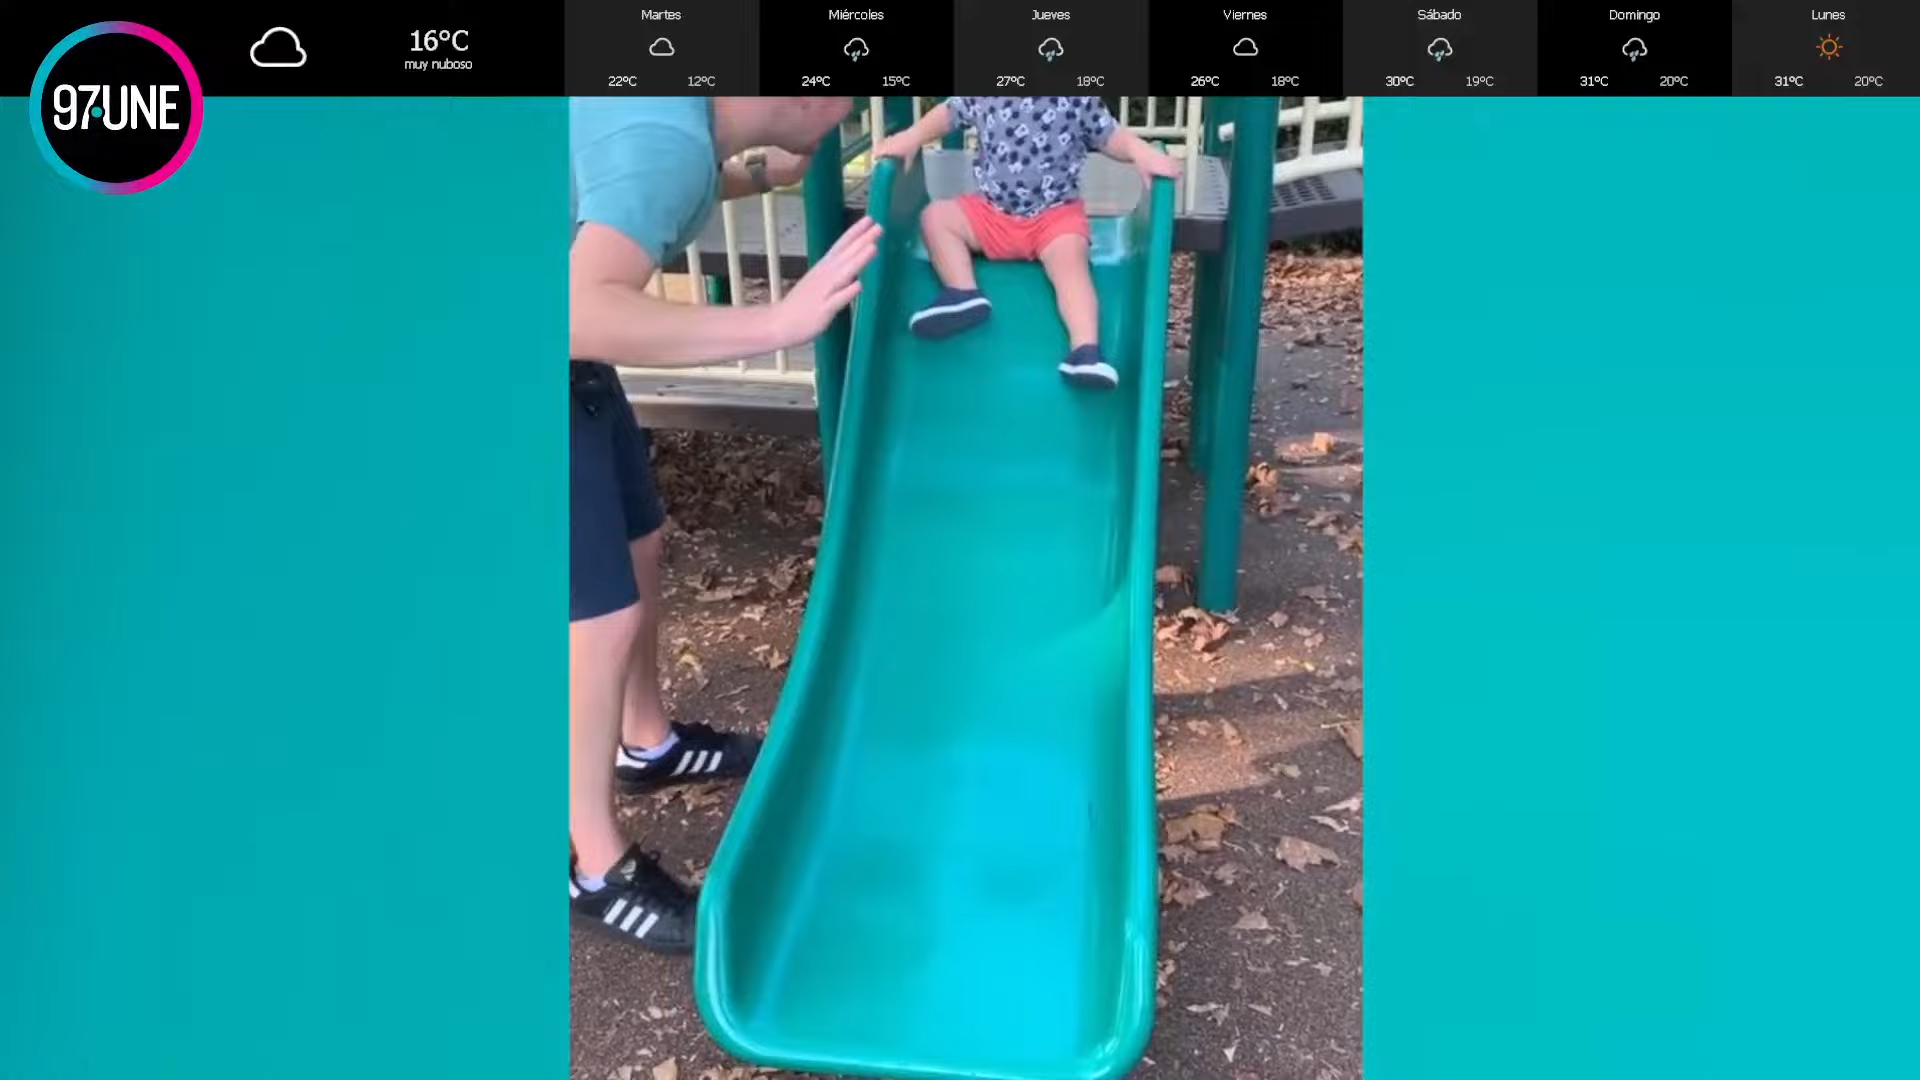 97UNE
16°C
muy nuboso
Martes
22°C 12°C
Miércoles
24°C 15°C
Jueves
27°C 18°C
Viernes
26°C 18°C
Sábado
30°C 19°C
Domingo
31°C 20°C
Lunes
31°C 20°C